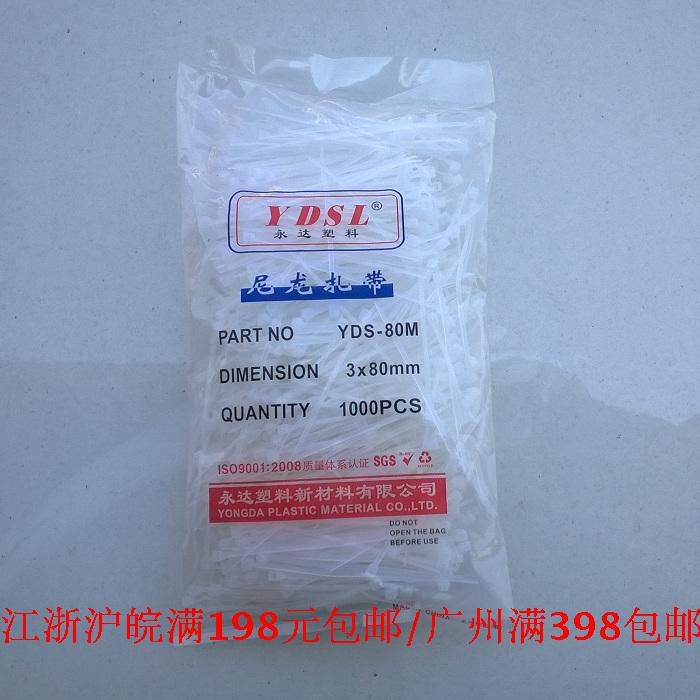 YDSL®
永达塑料
尼龙扎带
PART NO YDS-80M
DIMENSION 3x80mm
QUANTITY 1000PCS
ISO9001:2008质量体系认证 SGS
永达塑料新材料有限公司
YONGDA PLASTIC MATERIAL CO.,LTD.
DO NOT
OPEN THE BAG
BEFORE USE
江浙沪皖满198元包邮/广州满398包邮